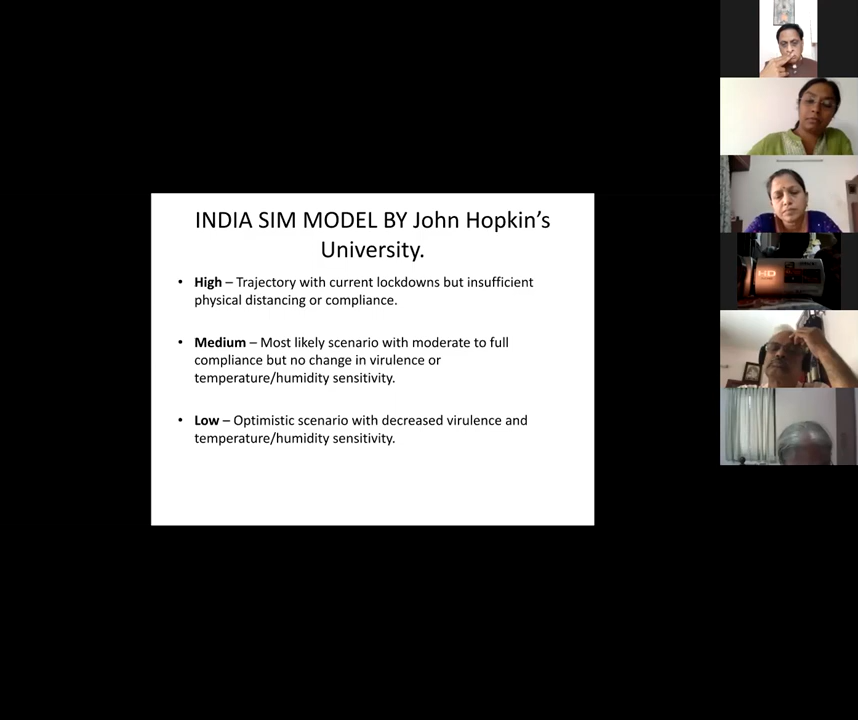 INDIA SIM MODEL BY John Hopkin's
University.
• High – Trajectory with current lockdowns but insufficient
physical distancing or compliance.
• Medium – Most likely scenario with moderate to full
compliance but no change in virulence or
temperature/humidity sensitivity.
• Low – Optimistic scenario with decreased virulence and
temperature/humidity sensitivity.
HD